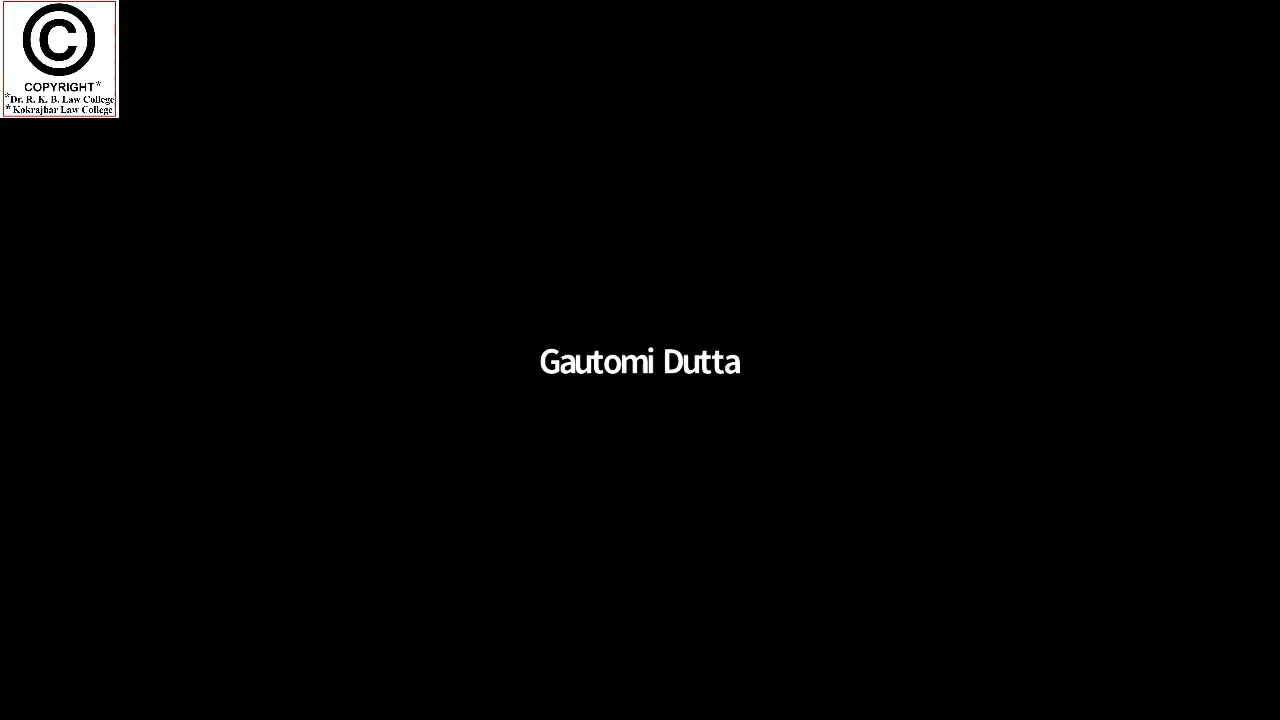 ©
COPYRIGHT*
*Dr. R. K. B. Law College
* Kokrajhar Law College
Gautomi Dutta